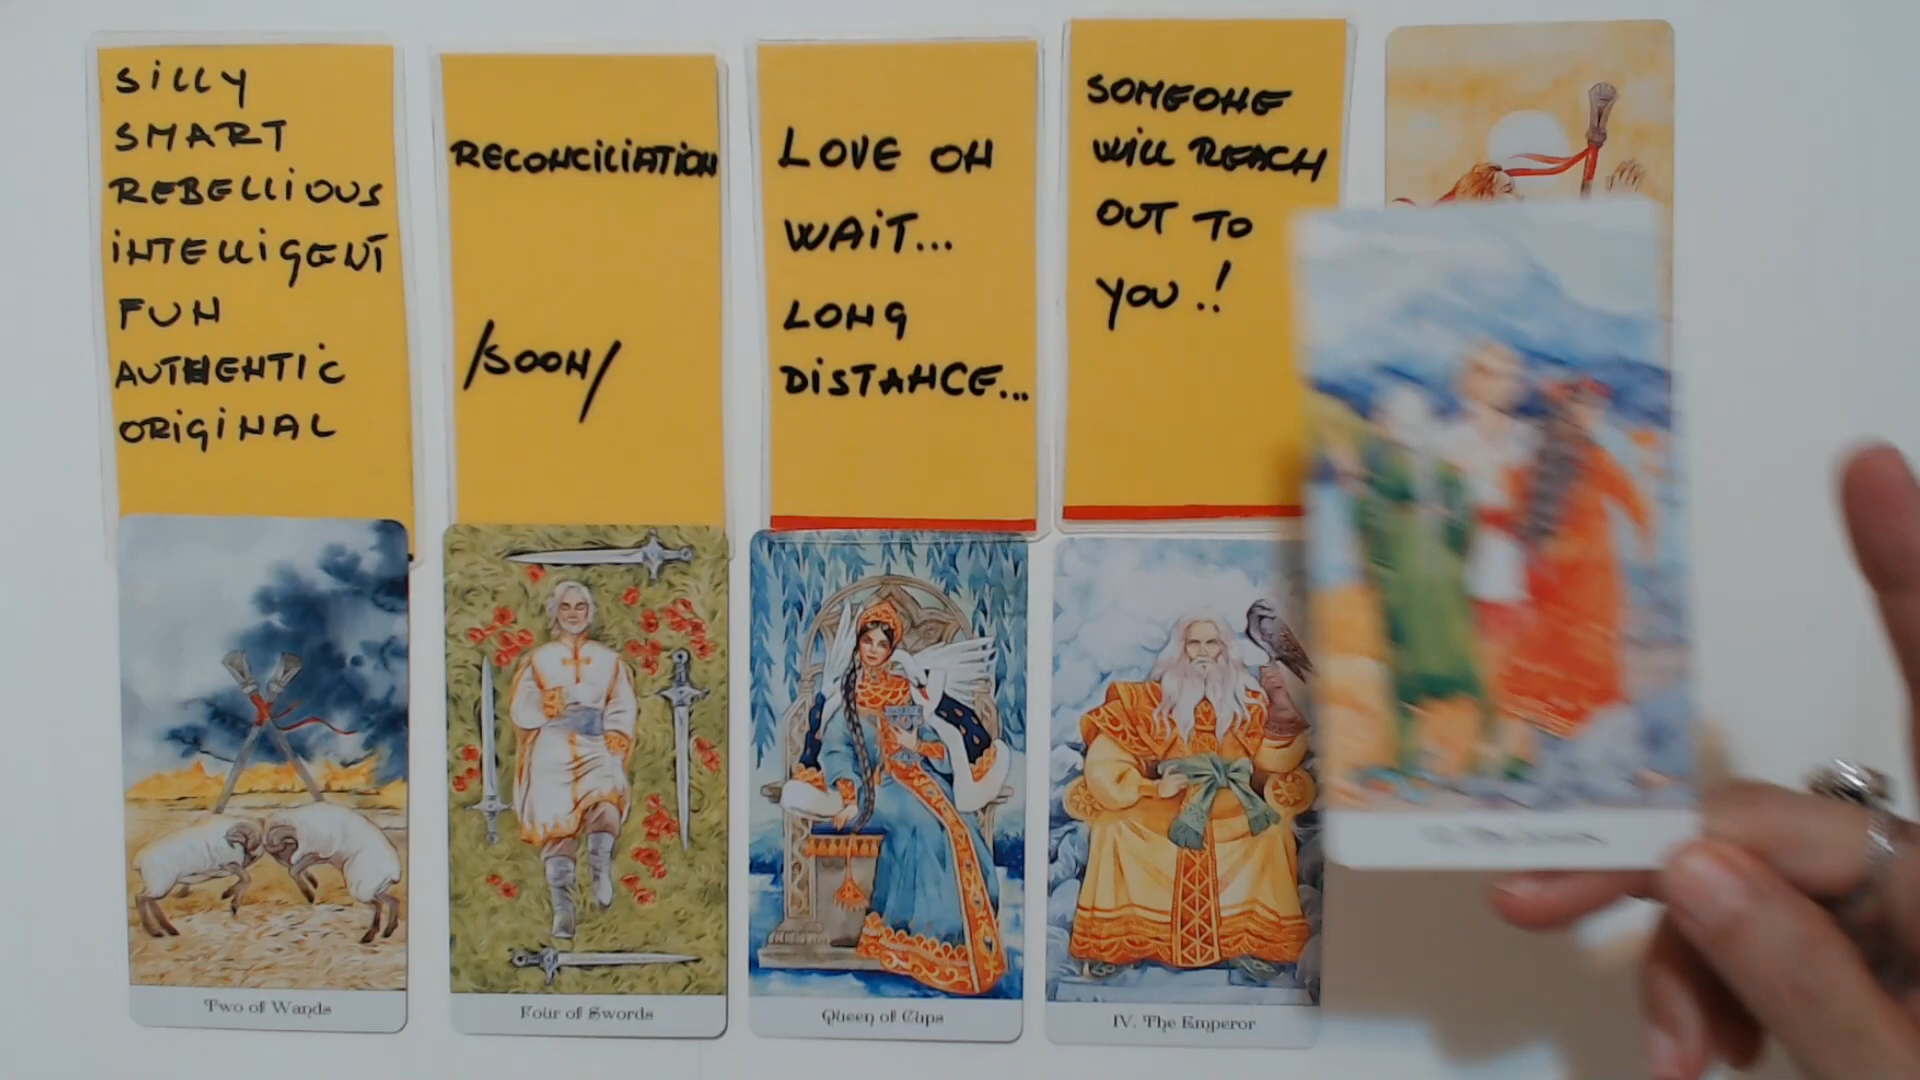 SILLY
SMART
REBELLIOUS
INTELLIGENT
FUN
AUTHENTIC
ORIGINAL
RECONCILIATION
/SOON/
LOVE ON
WAIT...
LONG
DISTANCE...
SOMEONE
WILL REACH
OUT TO
YOU.!
Two of Wands
Four of Swords
Queen of Cups
IV. The Emperor